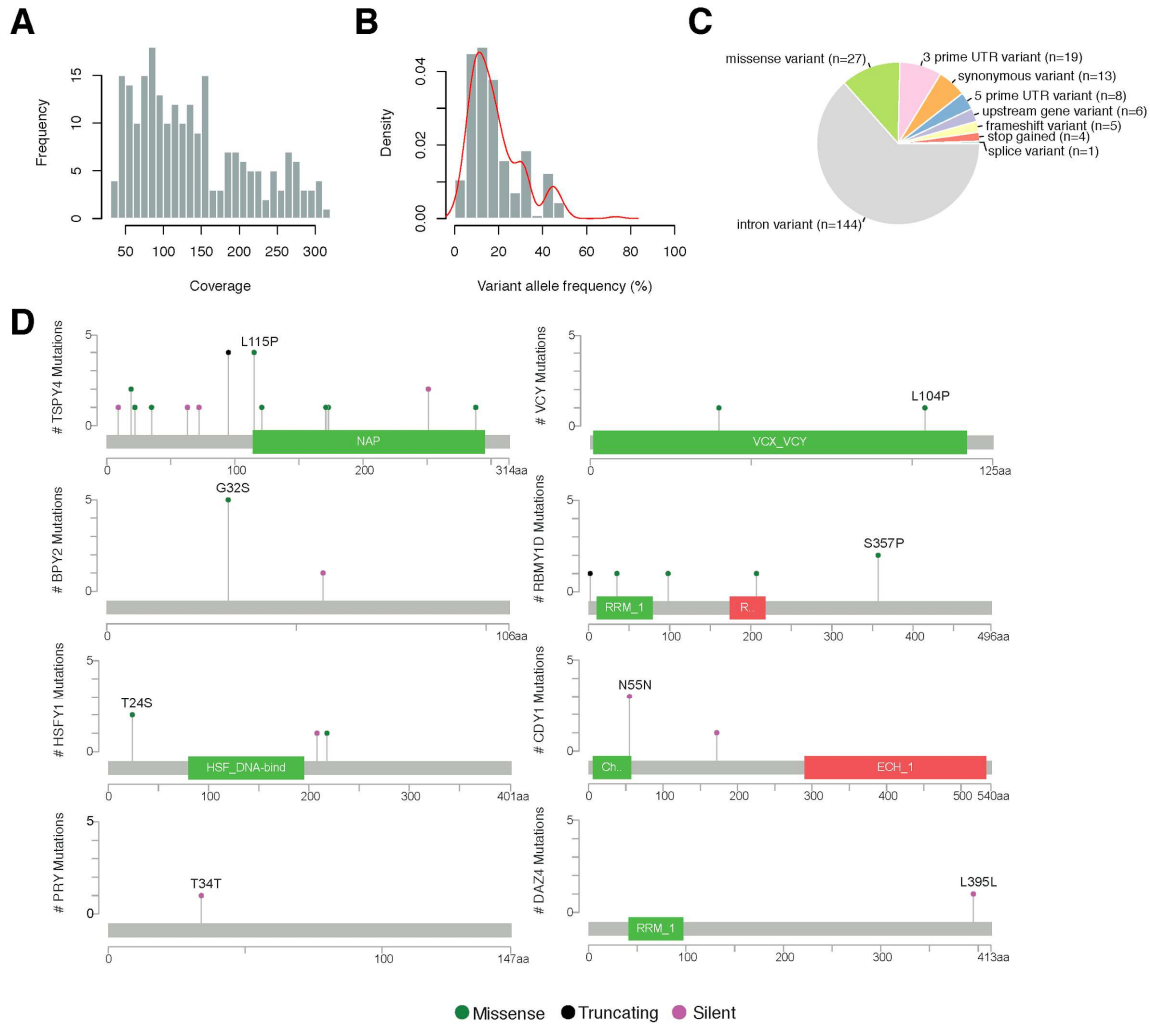 A
Frequency
15
10
5
0
50 100 150 200 250 300
Coverage
B
Density
0.04
0.02
0.00
0 20 40 60 80 100
Variant allele frequency (%)
C
missense variant (n=27)
3 prime UTR variant (n=19)
synonymous variant (n=13)
5 prime UTR variant (n=8)
upstream gene variant (n=6)
frameshift variant (n=5)
stop gained (n=4)
splice variant (n=1)
intron variant (n=144)
D
# TSPY4 Mutations
5
0
L115P
NAP
0 100 200 314aa
# VCY Mutations
5
0
L104P
VCX_VCY
0 125aa
# BPY2 Mutations
5
0
G32S
0 106aa
# RBMY1D Mutations
5
0
S357P
RRM_1
R..
0 100 200 300 400 496aa
# HSFY1 Mutations
5
0
T24S
HSF_DNA-bind
0 100 200 300 401aa
# CDY1 Mutations
5
0
N55N
Ch..
ECH_1
0 100 200 300 400 500 540aa
# PRY Mutations
5
0
T34T
0 100 147aa
# DAZ4 Mutations
5
0
L395L
RRM_1
0 100 200 300 413aa
Missense Truncating Silent